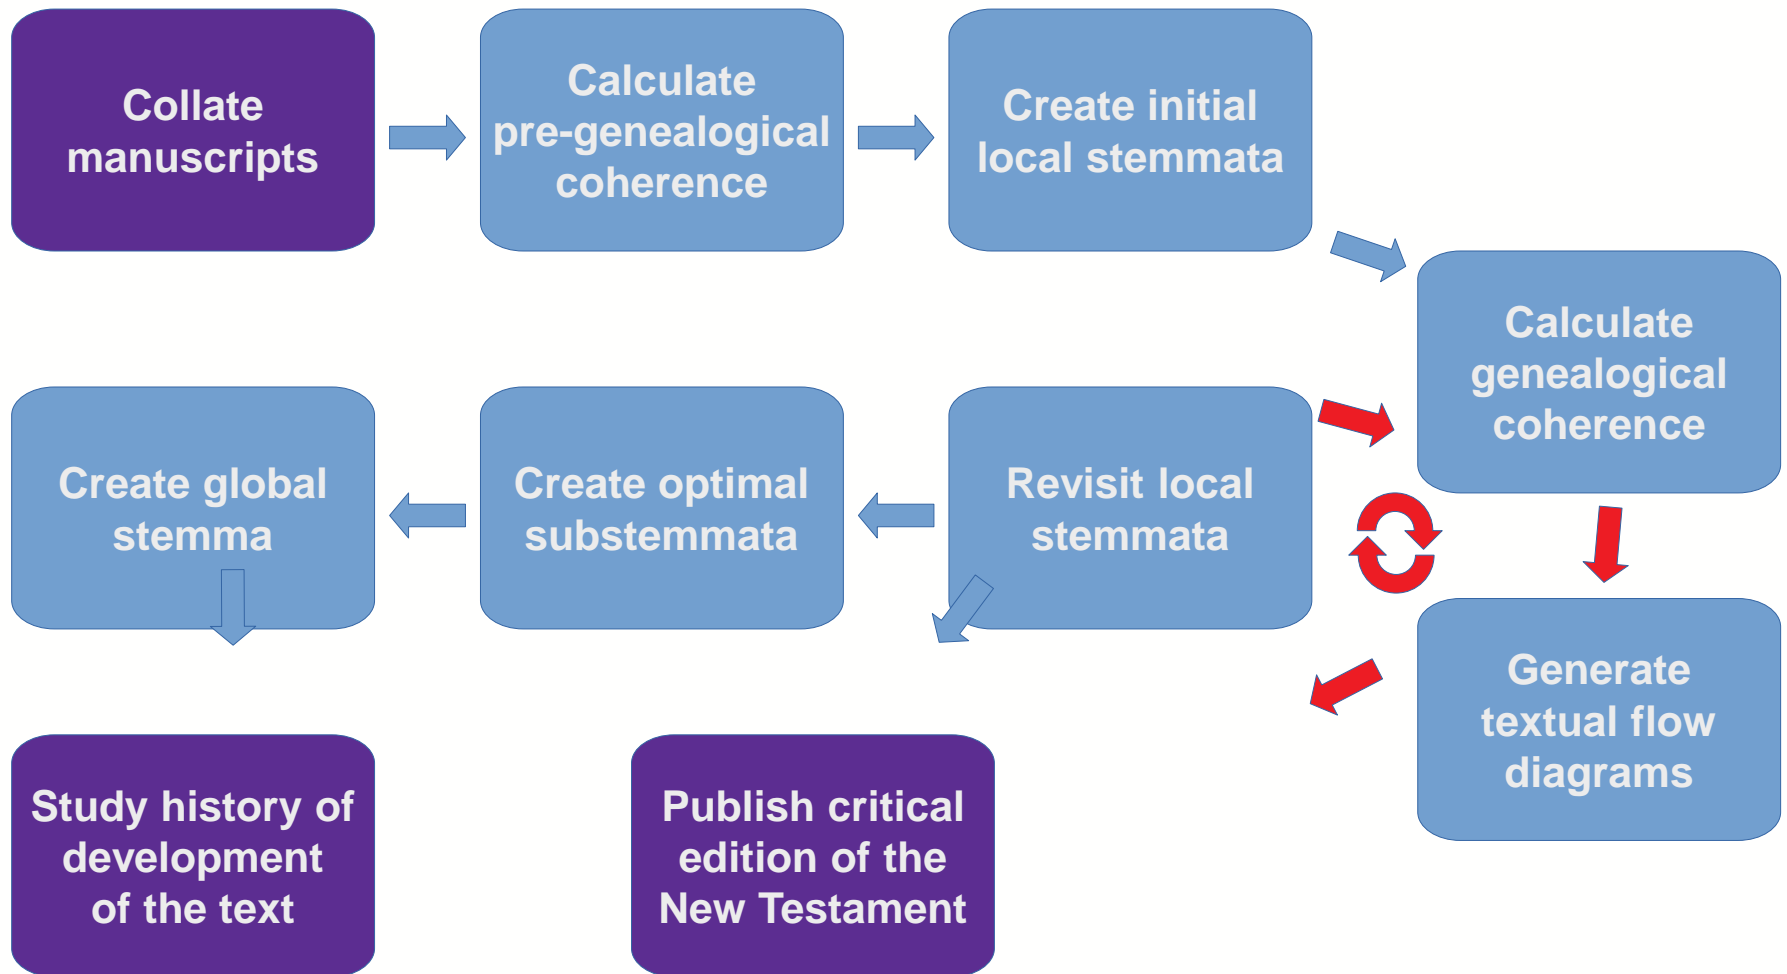 Collate
manuscripts
Calculate
pre-genealogical
coherence
Create initial
local stemmata
Calculate
genealogical
coherence
Create global
stemma
Create optimal
substemmata
Revisit local
stemmata
Generate
textual flow
diagrams
Study history of
development
of the text
Publish critical
edition of the
New Testament